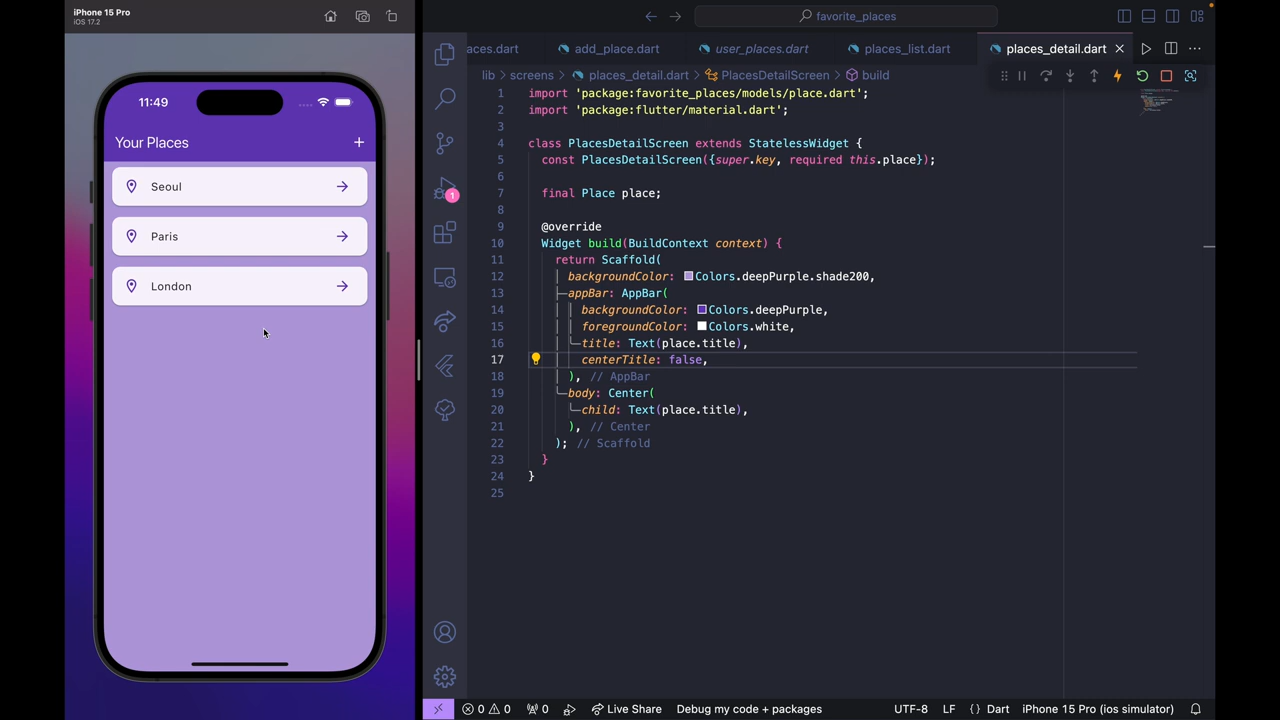 iPhone 15 Pro
iOS 17.2
11:49
Your Places
+
Seoul
Paris
London
favorite_places
aces.dart
add_place.dart
user_places.dart
places_list.dart
places_detail.dart
lib > screens > places_detail.dart > PlacesDetailScreen > build
1
1 import 'package:favorite_places/models/place.dart';
2 import 'package:flutter/material.dart';
3
4 class PlacesDetailScreen extends StatelessWidget {
5 const PlacesDetailScreen({super.key, required this.place});
6
7 final Place place;
8
9 @override
10 Widget build(BuildContext context) {
11 return Scaffold(
12 backgroundColor: Colors.deepPurple.shade200,
13 appBar: AppBar(
14 backgroundColor: Colors.deepPurple,
15 foregroundColor: Colors.white,
16 title: Text(place.title),
17 centerTitle: false,
18 ), // AppBar
19 body: Center(
20 child: Text(place.title),
21 ), // Center
22 ); // Scaffold
23 }
24 }
25
0 0 0 Live Share Debug my code + packages UTF-8 LF {} Dart iPhone 15 Pro (ios simulator)